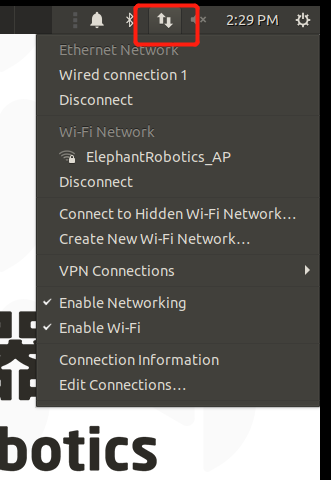 2:29 PM
Ethernet Network
Wired connection 1
Disconnect
Wi-Fi Network
ElephantRobotics_AP
Disconnect
Connect to Hidden Wi-Fi Network…
Create New Wi-Fi Network…
VPN Connections
Enable Networking
Enable Wi-Fi
Connection Information
Edit Connections…
botics